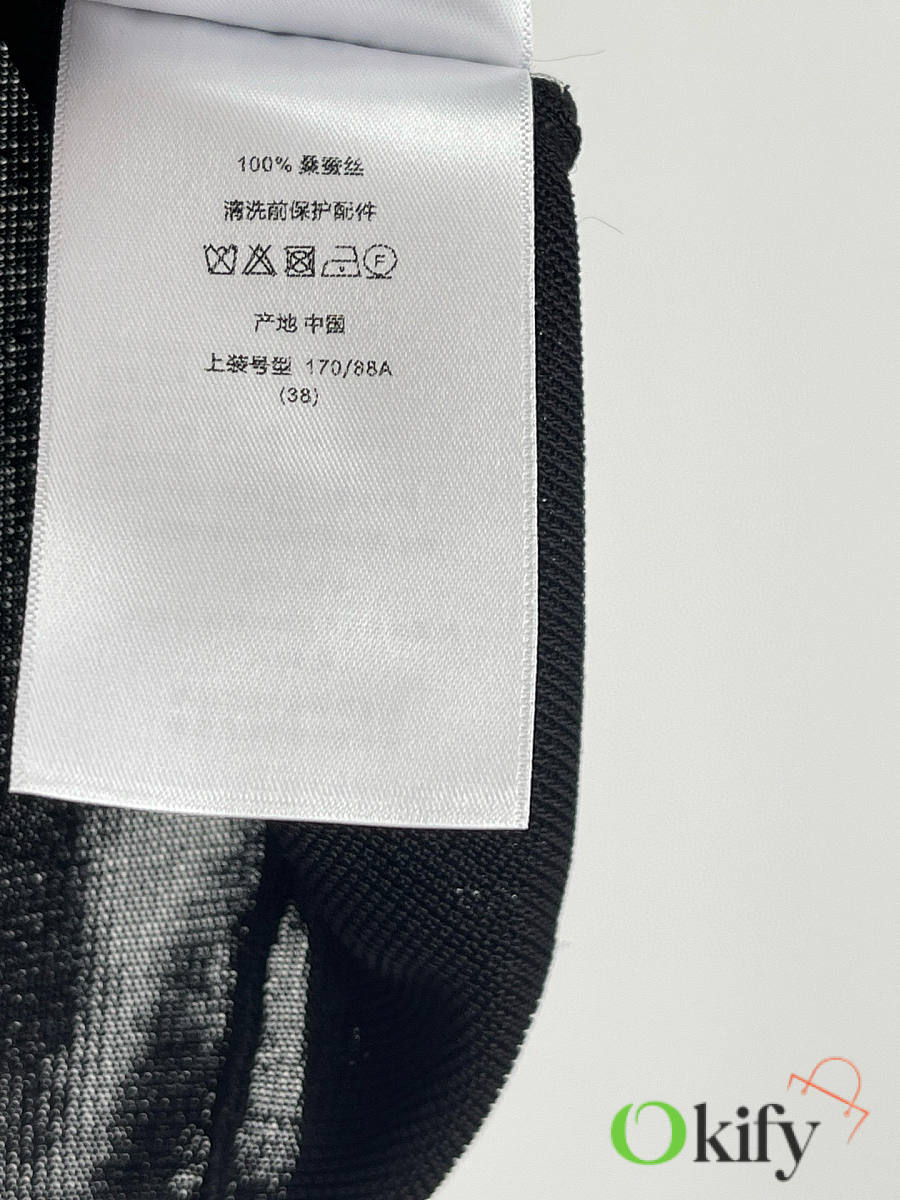 100% 桑蚕丝
清洗前保护配件
F
产地 中国
上装号型 170/88A
(38)
Okify